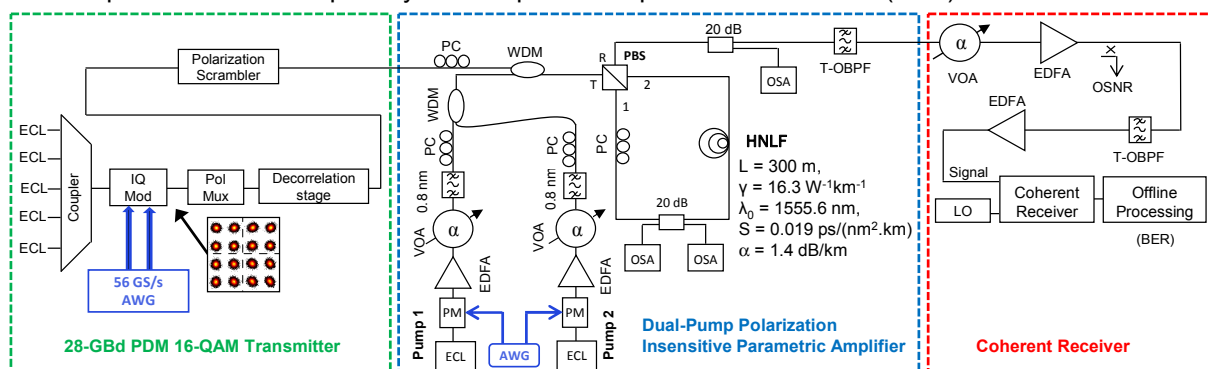 Polarization
Scrambler
ECL
ECL
ECL
ECL
ECL
Coupler
IQ
Mod
Pol
Mux
Decorrelation
stage
56 GS/s
AWG
28-GBd PDM 16-QAM Transmitter
PC
WDM
WDM
PC
PC
0.8 nm
0.8 nm
α
VOA
α
VOA
EDFA
EDFA
Pump 1
PM
Pump 2
PM
ECL
AWG
ECL
R
PBS
T
2
1
PC
20 dB
OSA
T-OBPF
HNLF
L = 300 m,
γ = 16.3 W-1km-1
λ0 = 1555.6 nm,
S = 0.019 ps/(nm2.km)
α = 1.4 dB/km
20 dB
OSA
OSA
Dual-Pump Polarization
Insensitive Parametric Amplifier
α
VOA
EDFA
OSNR
EDFA
T-OBPF
Signal
LO
Coherent
Receiver
Offline
Processing
(BER)
Coherent Receiver